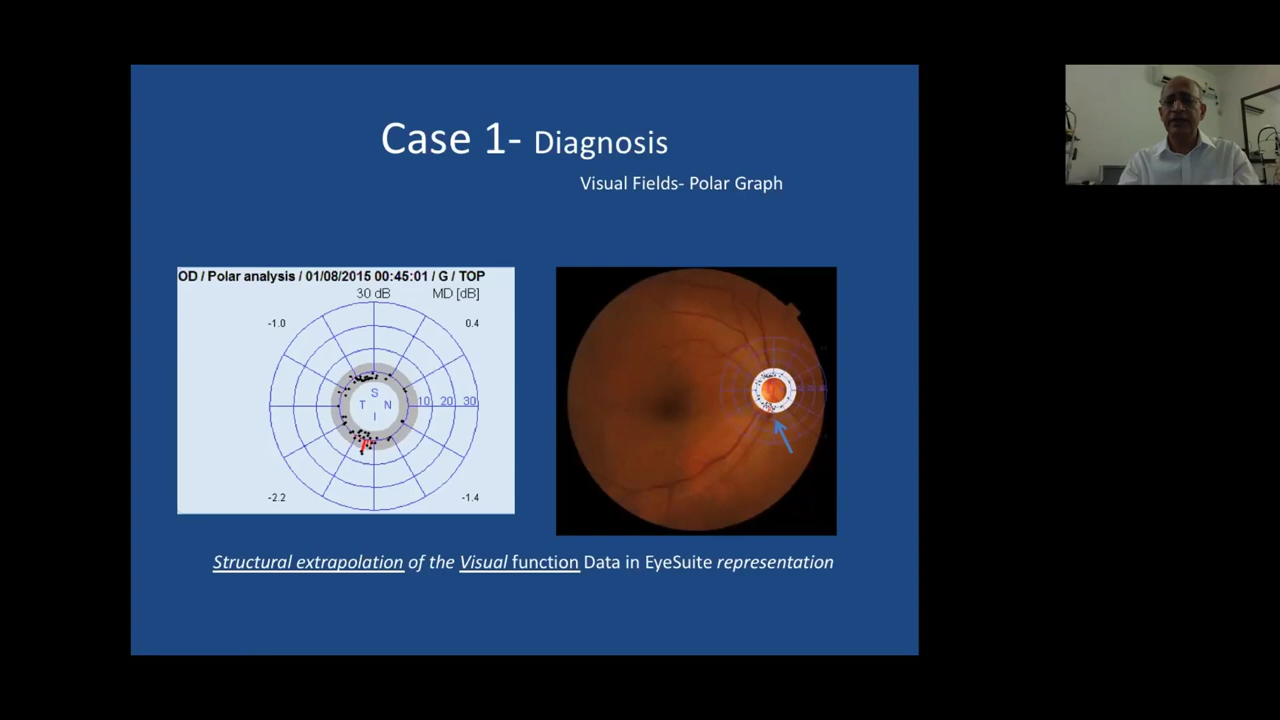 Case 1- Diagnosis
Visual Fields- Polar Graph
OD / Polar analysis / 01/08/2015 00:45:01 / G / TOP
30 dB MD [dB]
-1.0 0.4
S
T N
I
10 20 30
-2.2 -1.4
Structural extrapolation of the Visual function Data in EyeSuite representation